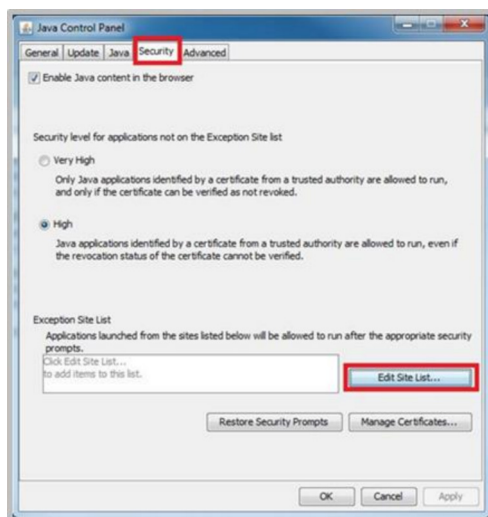 Java Control Panel
General Update Java Security Advanced
Enable Java content in the browser
Security level for applications not on the Exception Site list
Very High
Only Java applications identified by a certificate from a trusted authority are allowed to run,
and only if the certificate can be verified as not revoked.
High
Java applications identified by a certificate from a trusted authority are allowed to run, even if
the revocation status of the certificate cannot be verified.
Exception Site List
Applications launched from the sites listed below will be allowed to run after the appropriate security
prompts.
Click Edit Site List...
to add items to this list.
Edit Site List...
Restore Security Prompts Manage Certificates...
OK Cancel Apply